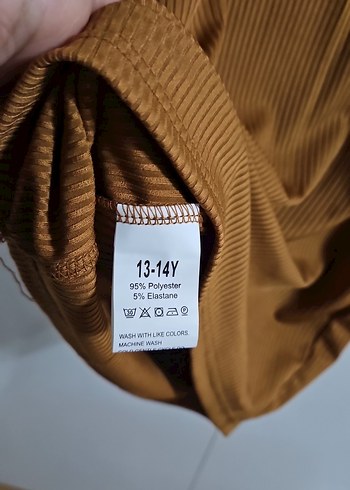 13-14Y
95% Polyester
5% Elastane
WASH WITH LIKE COLORS.
MACHINE WASH